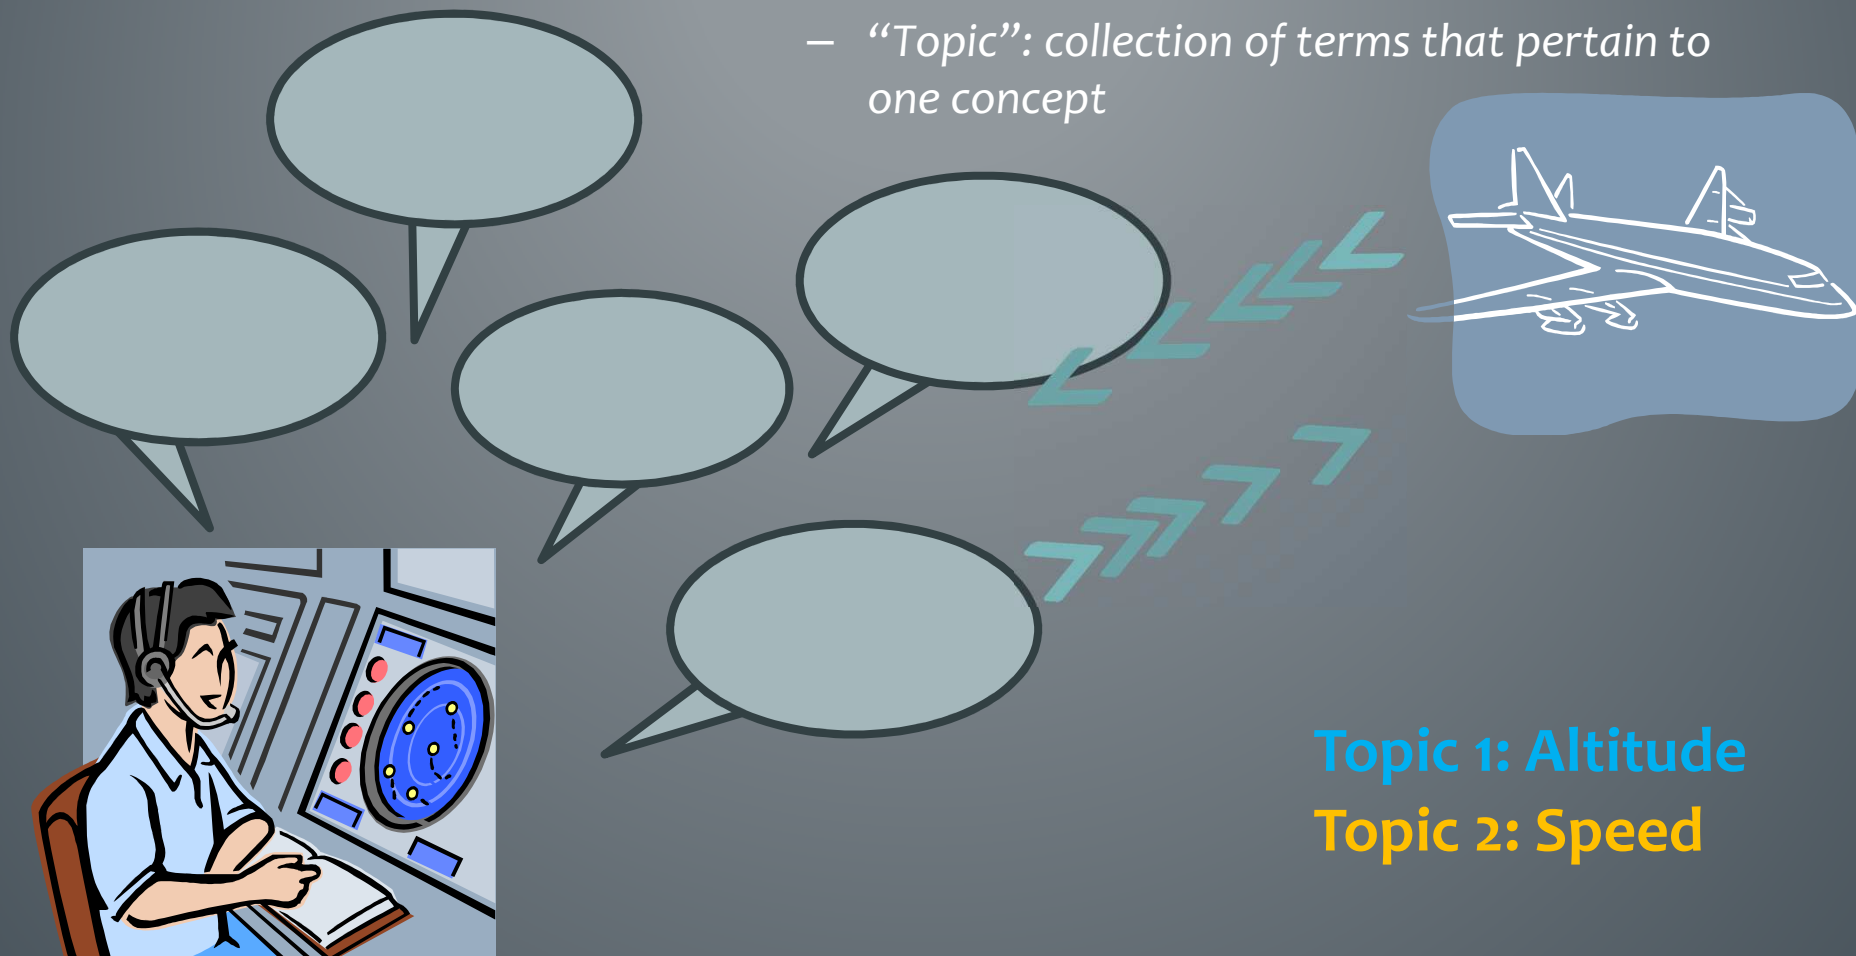 – “Topic”: collection of terms that pertain to
one concept
Topic 1: Altitude
Topic 2: Speed